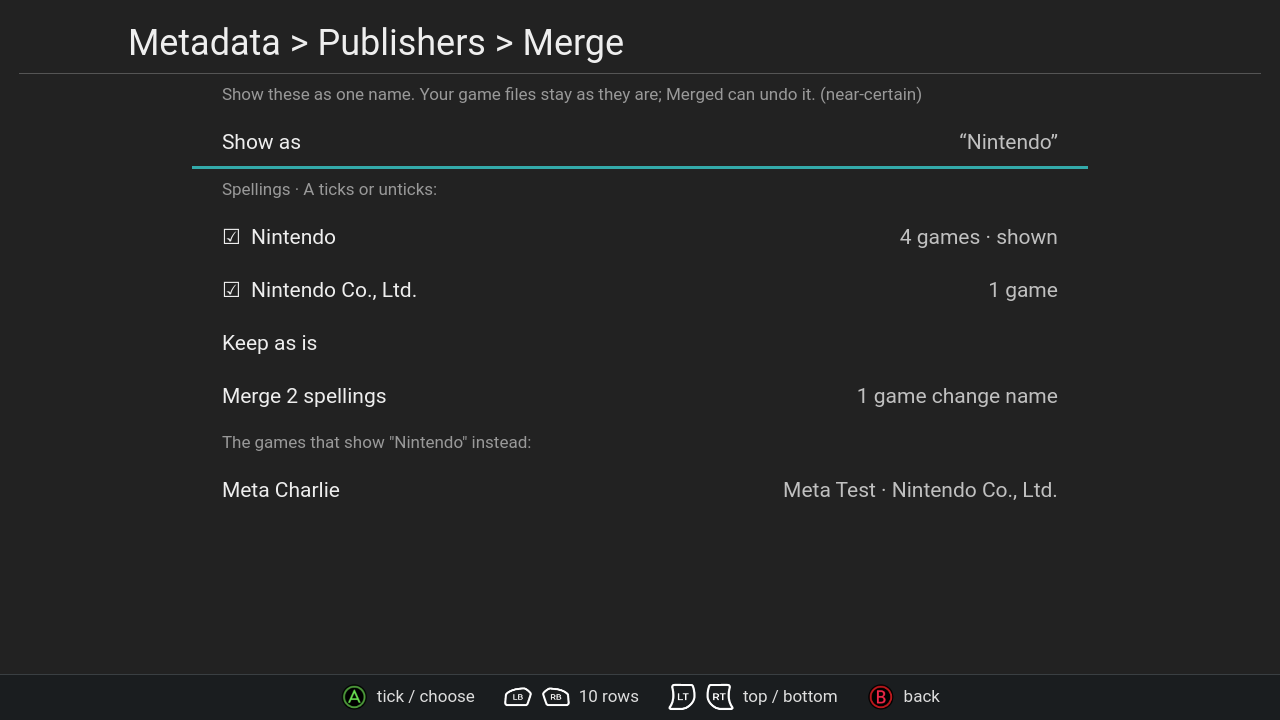 Metadata > Publishers > Merge
Show these as one name. Your game files stay as they are; Merged can undo it. (near-certain)
Show as “Nintendo”
Spellings · A ticks or unticks:
☑ Nintendo 4 games · shown
☑ Nintendo Co., Ltd. 1 game
Keep as is
Merge 2 spellings 1 game change name
The games that show "Nintendo" instead:
Meta Charlie Meta Test · Nintendo Co., Ltd.
A tick / choose LB RB 10 rows LT RT top / bottom B back